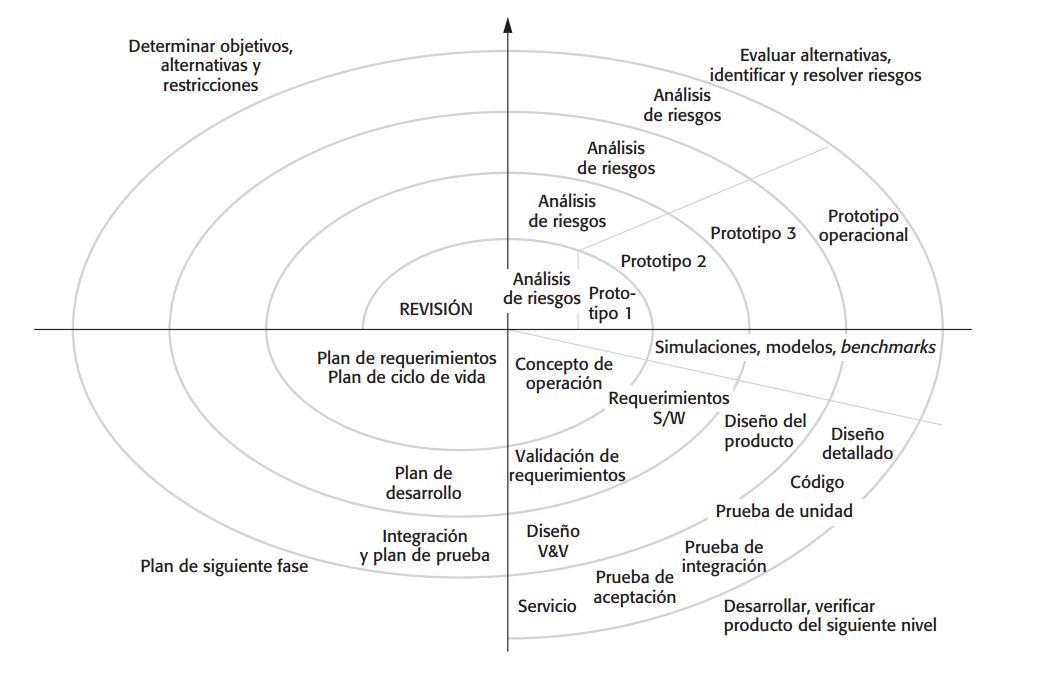 Determinar objetivos,
alternativas y
restricciones
Evaluar alternativas,
identificar y resolver riesgos
Análisis
de riesgos
Análisis
de riesgos
Análisis
de riesgos
Análisis
de riesgos
Proto-
tipo 1
Prototipo 2
Prototipo 3
Prototipo
operacional
REVISIÓN
Plan de requerimientos
Plan de ciclo de vida
Concepto de
operación
Simulaciones, modelos, benchmarks
Requerimientos
S/W
Diseño del
producto
Diseño
detallado
Plan de
desarrollo
Validación de
requerimientos
Código
Prueba de unidad
Integración
y plan de prueba
Diseño
V&V
Prueba de
integración
Plan de siguiente fase
Prueba de
aceptación
Servicio
Desarrollar, verificar
producto del siguiente nivel